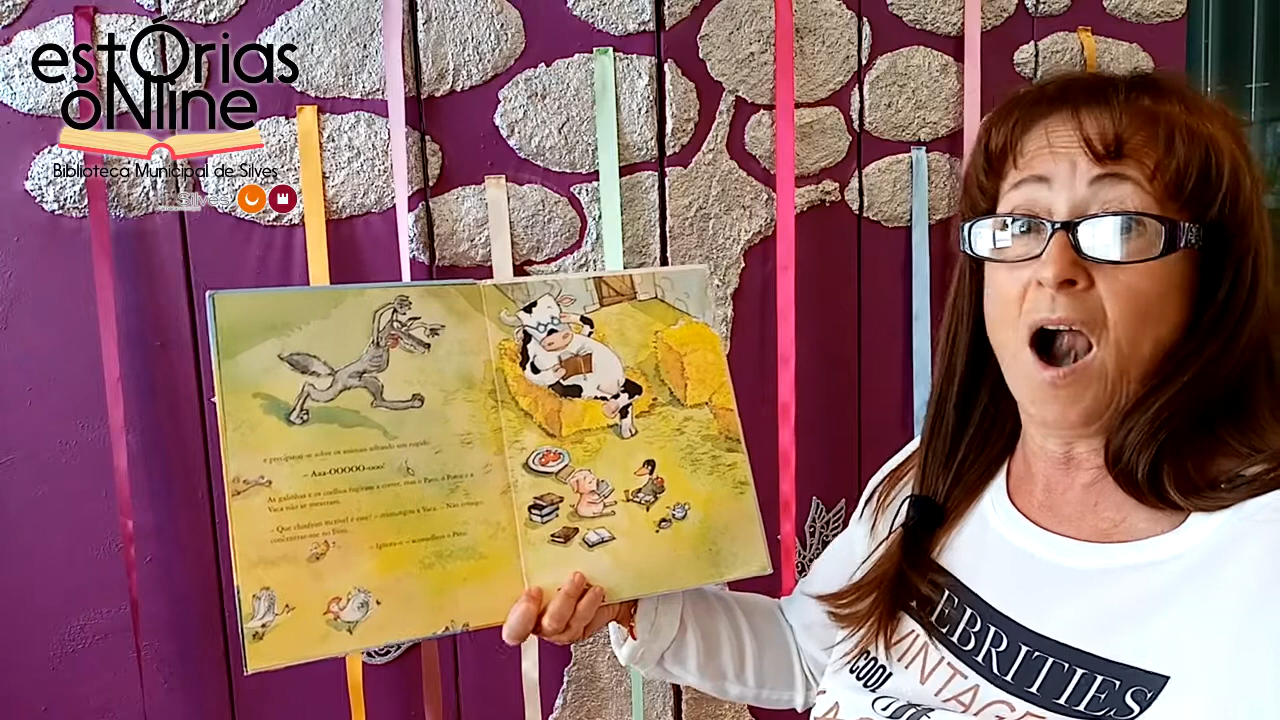 estÓrias
oNline
Biblioteca Municipal de Silves
Silves
e precipitou-se sobre os animais soltando um rugido:
– Aaa-OOOOO-ooo!
As galinhas e os coelhos fugiram a correr, mas o Pato, o Porco e a
Vaca não se mexeram.
– Que chinfrim incrível é este? – resmungou a Vaca. – Não consigo
concentrar-me no livro.
– Ignora-o – aconselhou o Pato.
EBRITIES
COOL
VINTAGE